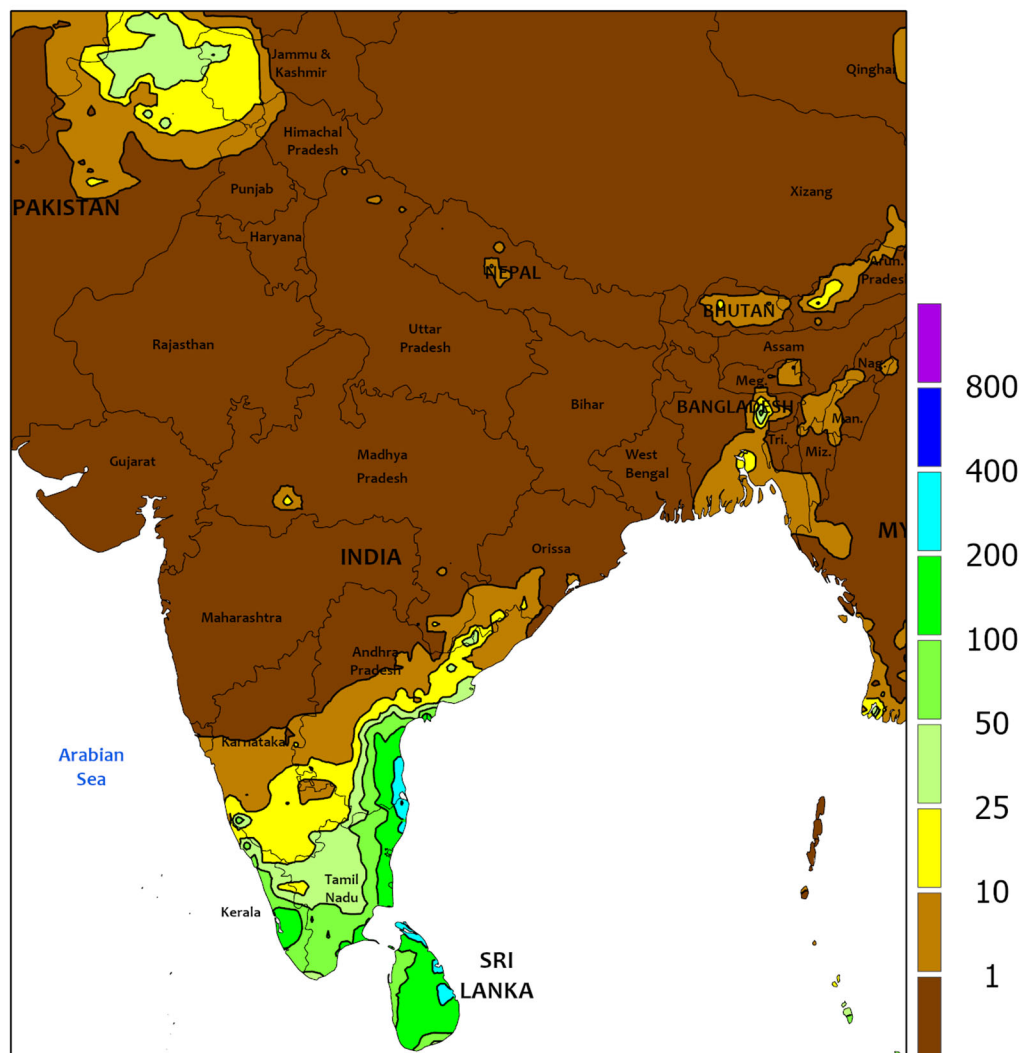 Jammu &
Kashmir
Qinghai
Himachal
Pradesh
Punjab
Xizang
PAKISTAN
Haryana
NEPAL
Arun.
Pradesh
BHUTAN
Uttar
Pradesh
Rajasthan
Assam
Nag.
Meg.
800
Bihar
BANGLADESH
Man.
Tri.
Miz.
Gujarat
Madhya
Pradesh
West
Bengal
400
INDIA
MY
Orissa
200
Maharashtra
Andhra
Pradesh
100
Karnataka
50
Arabian
Sea
25
Tamil
Nadu
10
Kerala
SRI
LANKA
1